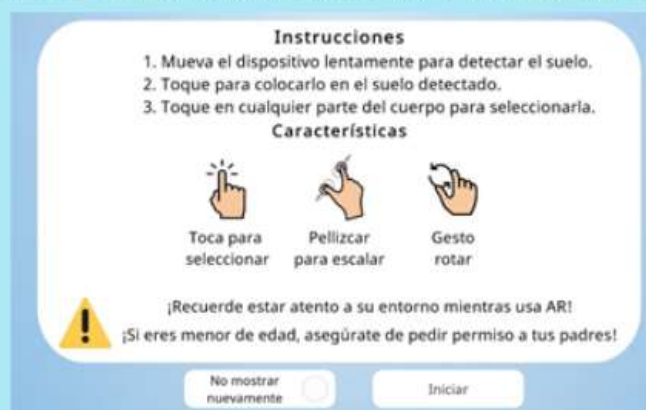 Instrucciones
1. Mueva el dispositivo lentamente para detectar el suelo.
2. Toque para colocarlo en el suelo detectado.
3. Toque en cualquier parte del cuerpo para seleccionarla.
Características
Toca para
seleccionar
Pellizcar
para escalar
Gesto
rotar
¡Recuerde estar atento a su entorno mientras usa AR!
¡Si eres menor de edad, asegúrate de pedir permiso a tus padres!
No mostrar
nuevamente
Iniciar